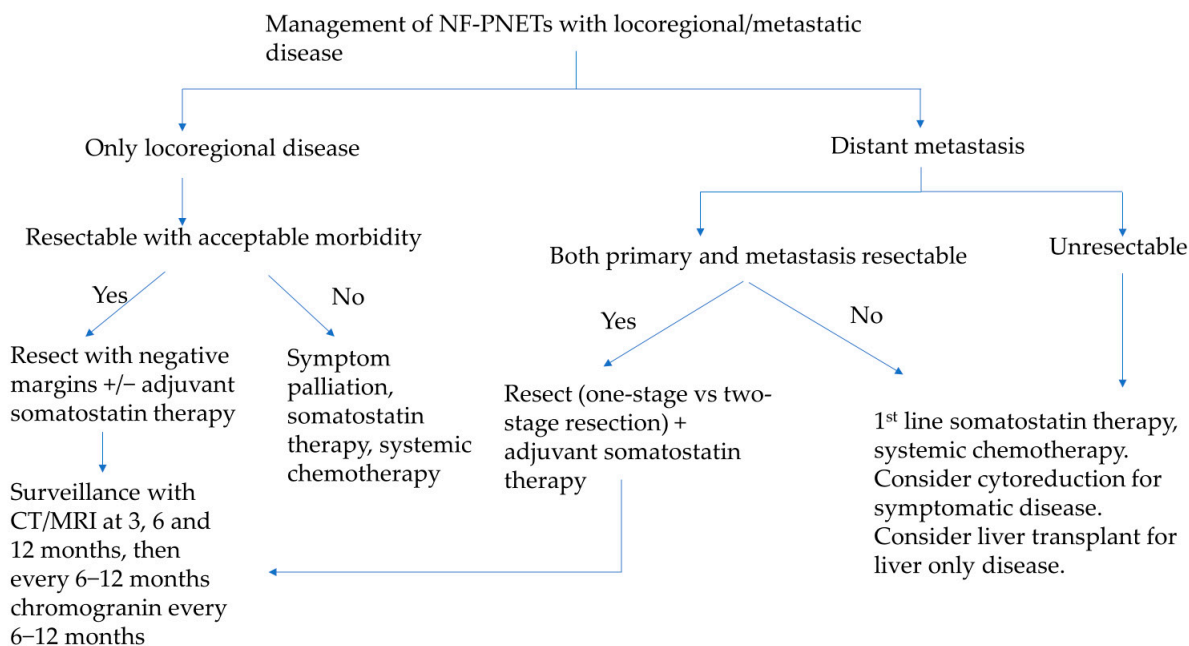 Management of NF-PNETs with locoregional/metastatic
disease
Only locoregional disease
Distant metastasis
Resectable with acceptable morbidity
Both primary and metastasis resectable
Unresectable
Yes
No
Yes
No
Resect with negative
margins +/− adjuvant
somatostatin therapy
Symptom
palliation,
somatostatin
therapy, systemic
chemotherapy
Resect (one-stage vs two-
stage resection) +
adjuvant somatostatin
therapy
1st line somatostatin therapy,
systemic chemotherapy.
Consider cytoreduction for
symptomatic disease.
Consider liver transplant for
liver only disease.
Surveillance with
CT/MRI at 3, 6 and
12 months, then
every 6−12 months
chromogranin every
6−12 months